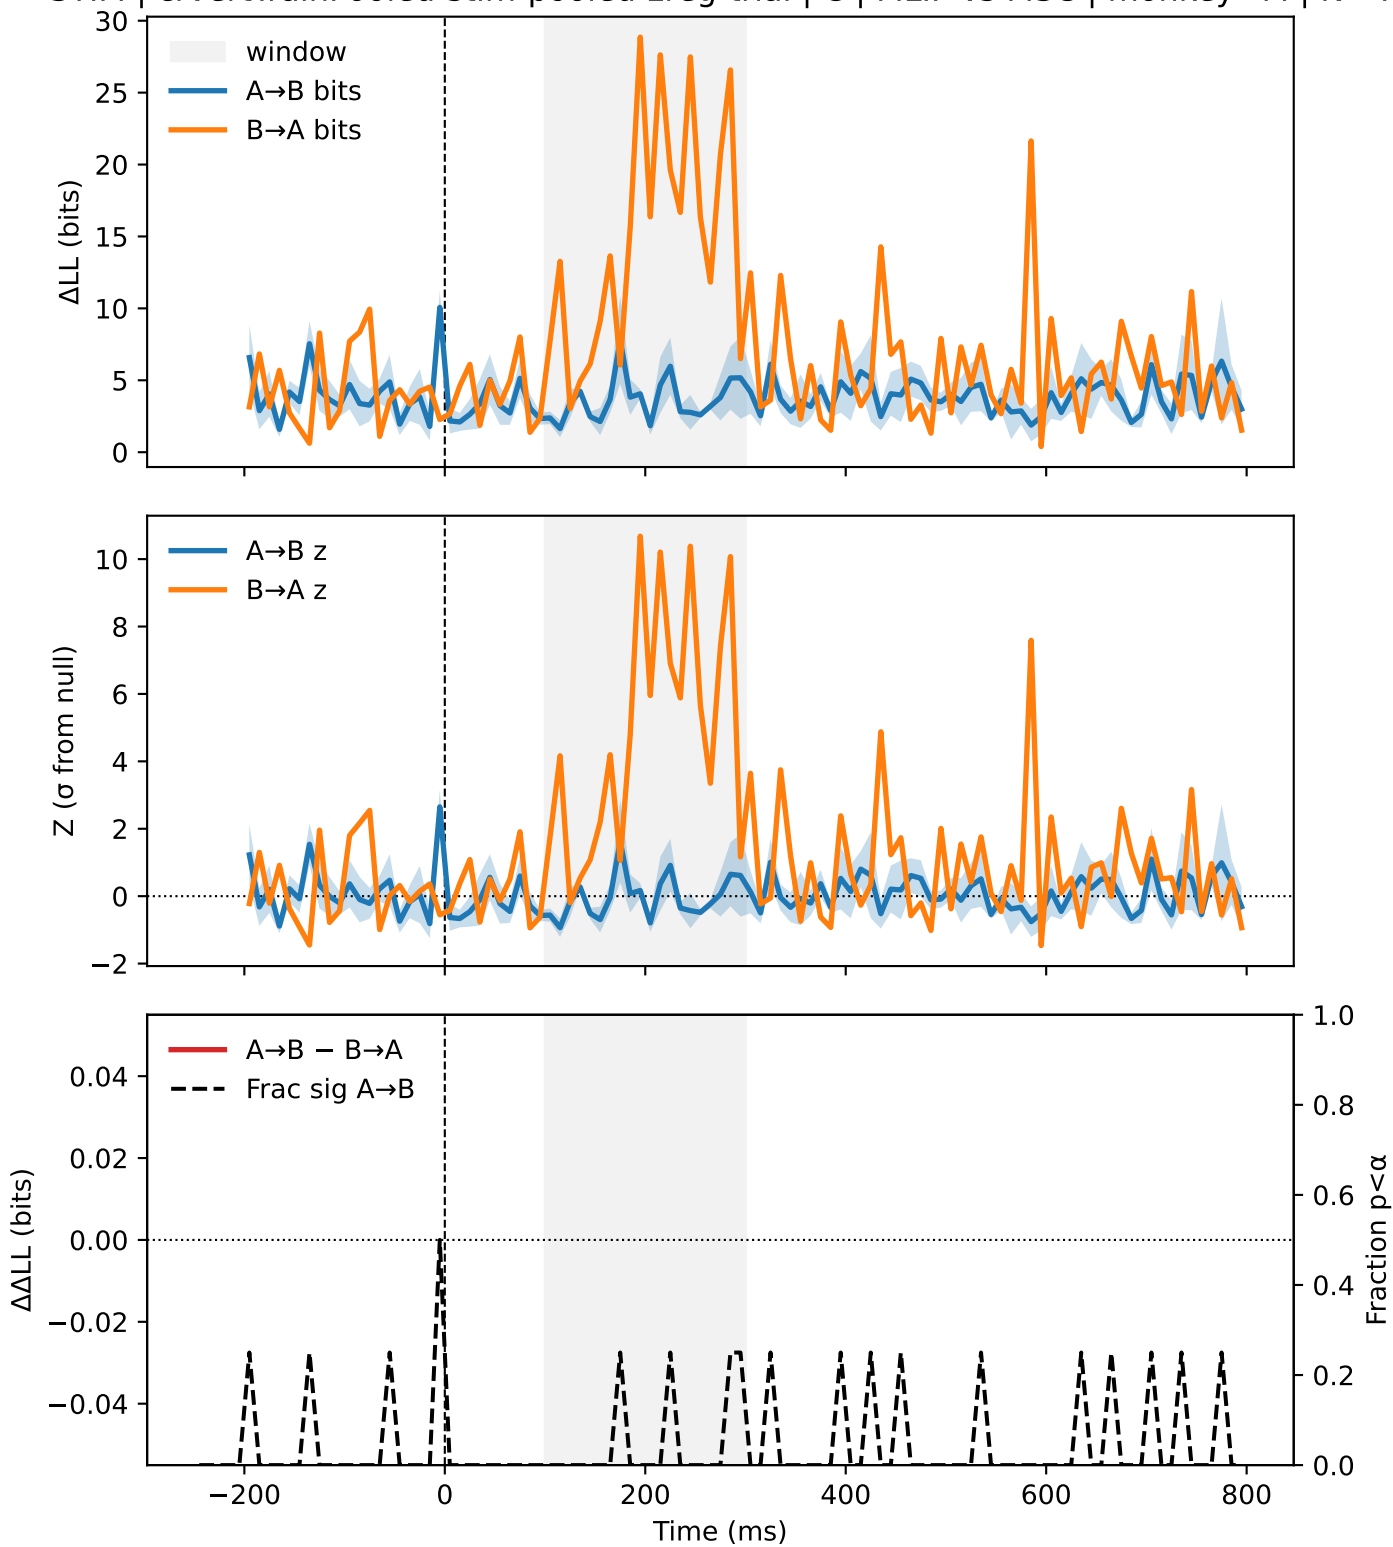 30
25
20
15
10
5
0
ΔLL (bits)
window
A→B bits
B→A bits
10
8
6
4
2
0
−2
Z (σ from null)
A→B z
B→A z
0.04
0.02
0.00
−0.02
−0.04
ΔΔLL (bits)
A→B − B→A
Frac sig A→B
1.0
0.8
0.6
0.4
0.2
0.0
Fraction p<α
−200
0
200
400
600
800
Time (ms)